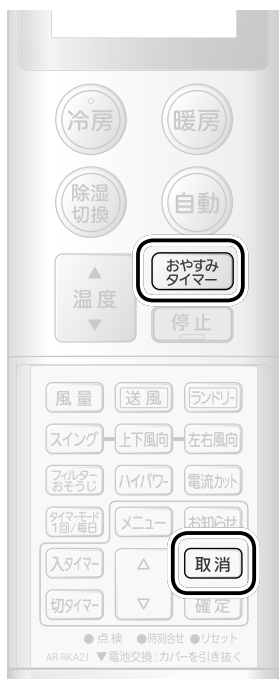 冷房
暖房
除湿
切換
自動
おやすみ
タイマー
▲
温度
▼
停止
風量
送風
ランドリー
スイング
上下風向
左右風向
フィルター
おそうじ
ハイパワー
電流カット
タイマーモード
1回/毎日
メニュー
お知らせ
入タイマー
△
取消
切タイマー
▽
確定
●点検 ●時刻合せ ●リセット
AR-RKA2J ▼電池交換:カバーを引き抜く